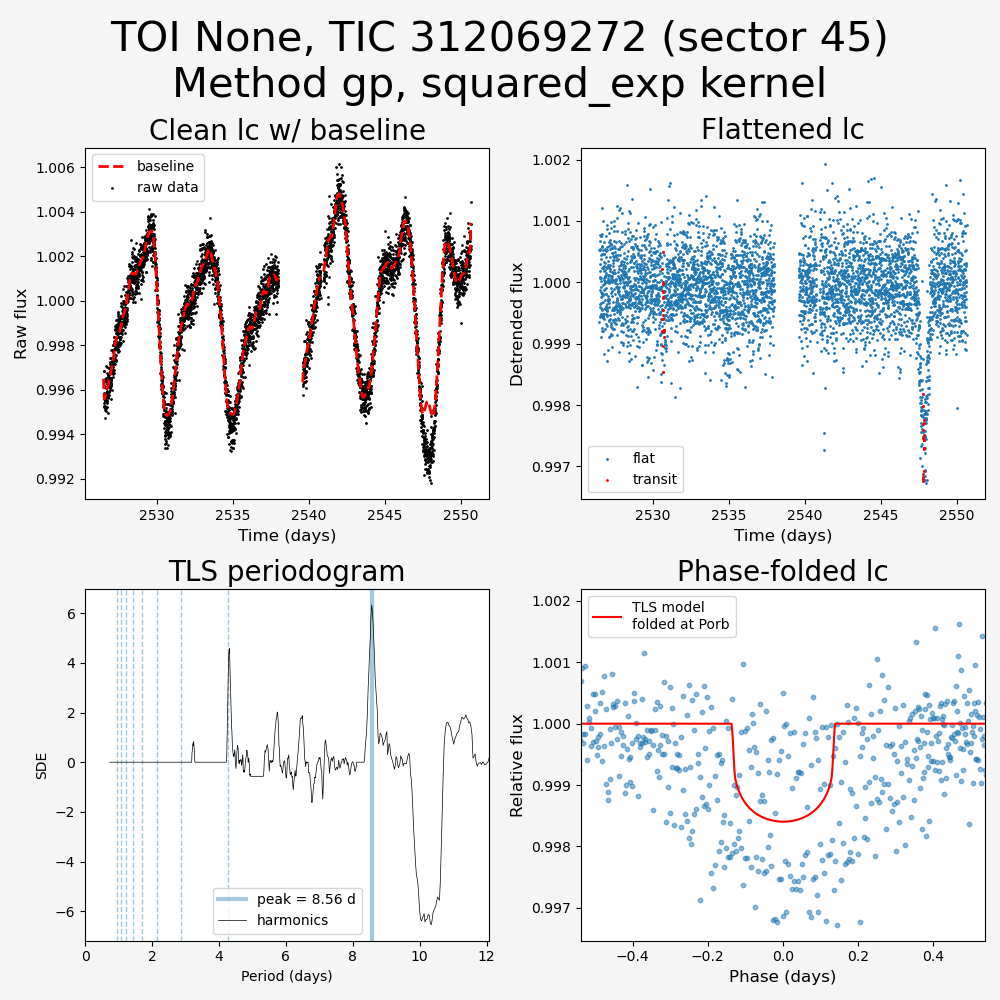 TOI None, TIC 312069272 (sector 45)
Method gp, squared_exp kernel
Clean lc w/ baseline
baseline
raw data
1.006
1.004
1.002
1.000
0.998
0.996
0.994
0.992
Raw flux
2530
2535
2540
2545
2550
Time (days)
Flattened lc
flat
transit
1.002
1.001
1.000
0.999
0.998
0.997
Detrended flux
2530
2535
2540
2545
2550
Time (days)
TLS periodogram
peak = 8.56 d
harmonics
6
4
2
0
−2
−4
−6
SDE
0
2
4
6
8
10
12
Period (days)
Phase-folded lc
TLS model
folded at Porb
1.002
1.001
1.000
0.999
0.998
0.997
Relative flux
−0.4
−0.2
0.0
0.2
0.4
Phase (days)